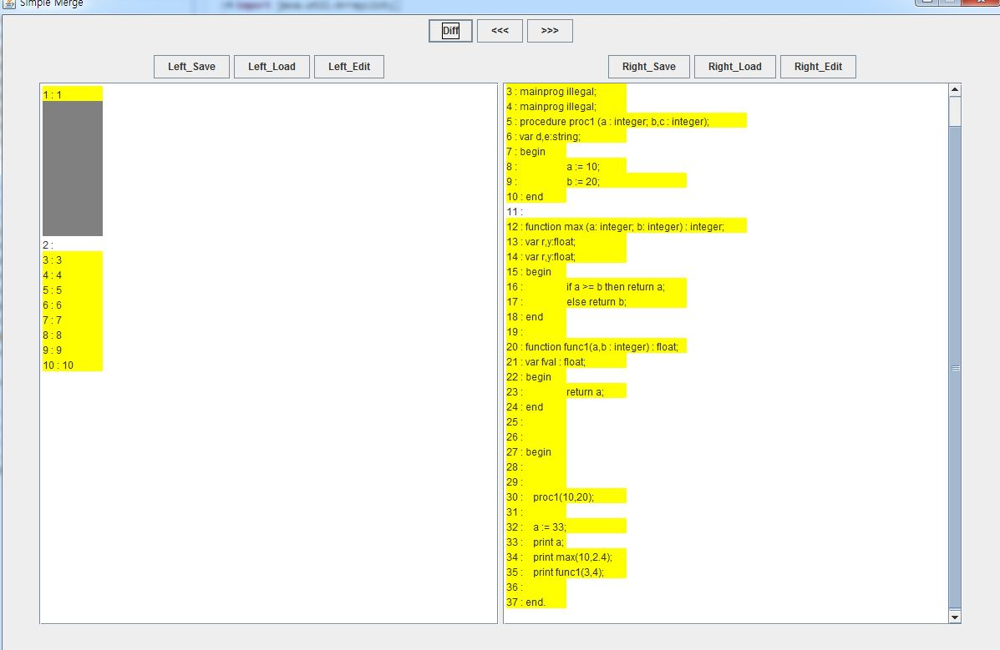 Simple Merge
import java.util.ArrayList;
Diff <<< >>>
Left_Save Left_Load Left_Edit
Right_Save Right_Load Right_Edit
1 : 1
2 :
3 : 3
4 : 4
5 : 5
6 : 6
7 : 7
8 : 8
9 : 9
10 : 10
3 : mainprog illegal;
4 : mainprog illegal;
5 : procedure proc1 (a : integer; b,c : integer);
6 : var d,e:string;
7 : begin
8 : a := 10;
9 : b := 20;
10 : end
11 :
12 : function max (a: integer; b: integer) : integer;
13 : var r,y:float;
14 : var r,y:float;
15 : begin
16 : if a >= b then return a;
17 : else return b;
18 : end
19 :
20 : function func1(a,b : integer) : float;
21 : var fval : float;
22 : begin
23 : return a;
24 : end
25 :
26 :
27 : begin
28 :
29 :
30 : proc1(10,20);
31 :
32 : a := 33;
33 : print a;
34 : print max(10,2.4);
35 : print func1(3,4);
36 :
37 : end.